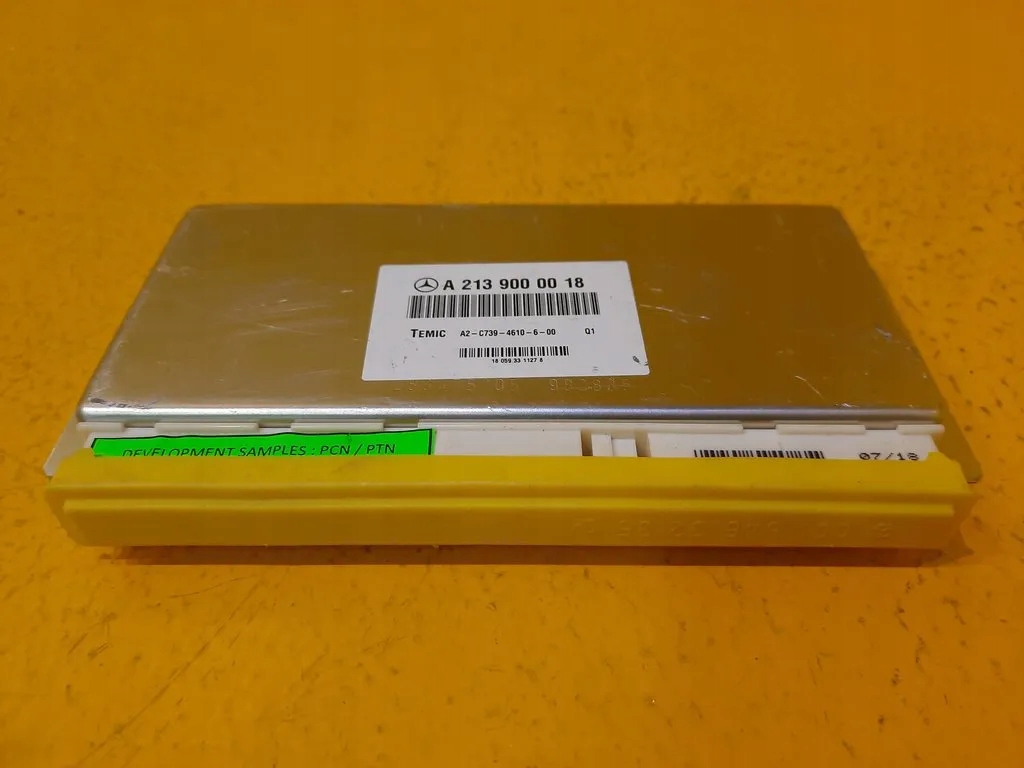 A 213 900 00 18
TEMIC A2-C739-4610-6-00 Q1
18 059.33 1127 8
DEVELOPMENT SAMPLES : PCN / PTN
07/18